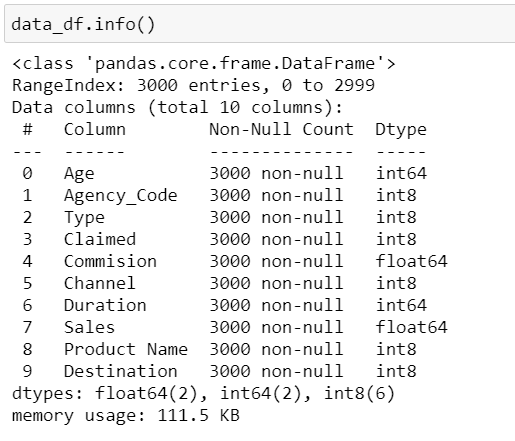 data_df.info()
<class 'pandas.core.frame.DataFrame'>
RangeIndex: 3000 entries, 0 to 2999
Data columns (total 10 columns):
 #   Column        Non-Null Count  Dtype
---  ------        --------------  -----
 0   Age           3000 non-null   int64
 1   Agency_Code   3000 non-null   int8
 2   Type          3000 non-null   int8
 3   Claimed       3000 non-null   int8
 4   Commision     3000 non-null   float64
 5   Channel       3000 non-null   int8
 6   Duration      3000 non-null   int64
 7   Sales         3000 non-null   float64
 8   Product Name  3000 non-null   int8
 9   Destination   3000 non-null   int8
dtypes: float64(2), int64(2), int8(6)
memory usage: 111.5 KB